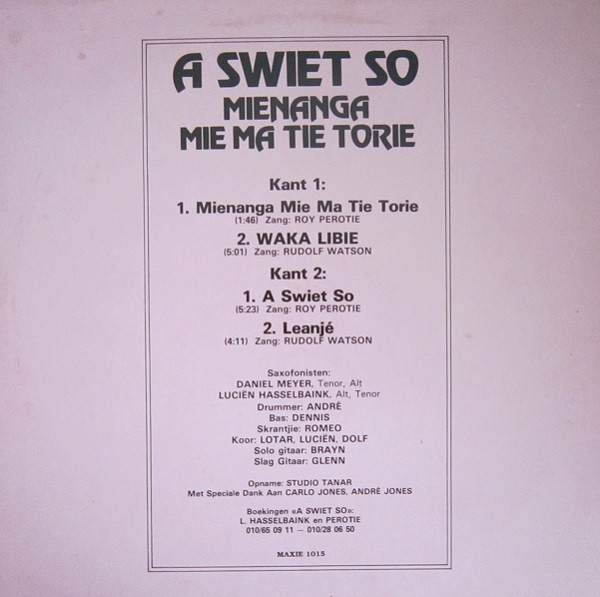 A SWIET SO
MIENANGA
MIE MA TIE TORIE
Kant 1:
1. Mienanga Mie Ma Tie Torie
(1:46) Zang: ROY PEROTIE
2. WAKA LIBIE
(5:01) Zang: RUDOLF WATSON
Kant 2:
1. A Swiet So
(5:23) Zang: ROY PEROTIE
2. Leanjé
(4:11) Zang: RUDOLF WATSON
Saxofonisten:
DANIEL MEYER, Tenor, Alt
LUCIËN HASSELBAINK, Alt, Tenor
Drummer: ANDRÈ
Bas: DENNIS
Skrantjie: ROMEO
Koor: LOTAR, LUCIËN, DOLF
Solo gitaar: BRAYN
Slag Gitaar: GLENN
Opname: STUDIO TANAR
Met Speciale Dank Aan CARLO JONES, ANDRÈ JONES
Boekingen «A SWIET SO»:
L. HASSELBAINK en PEROTIE
010/65 09 11 — 010/28 06 50
MAXIE 1015